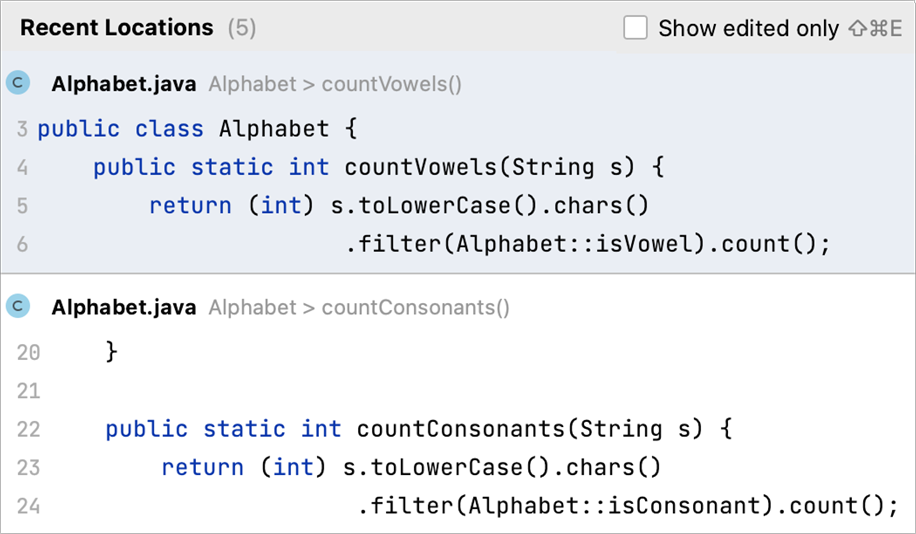 Recent Locations (5) Show edited only ⇧⌘E
C Alphabet.java Alphabet > countVowels()
3 public class Alphabet {
4     public static int countVowels(String s) {
5         return (int) s.toLowerCase().chars()
6                       .filter(Alphabet::isVowel).count();
C Alphabet.java Alphabet > countConsonants()
20     }
21
22     public static int countConsonants(String s) {
23         return (int) s.toLowerCase().chars()
24                       .filter(Alphabet::isConsonant).count();